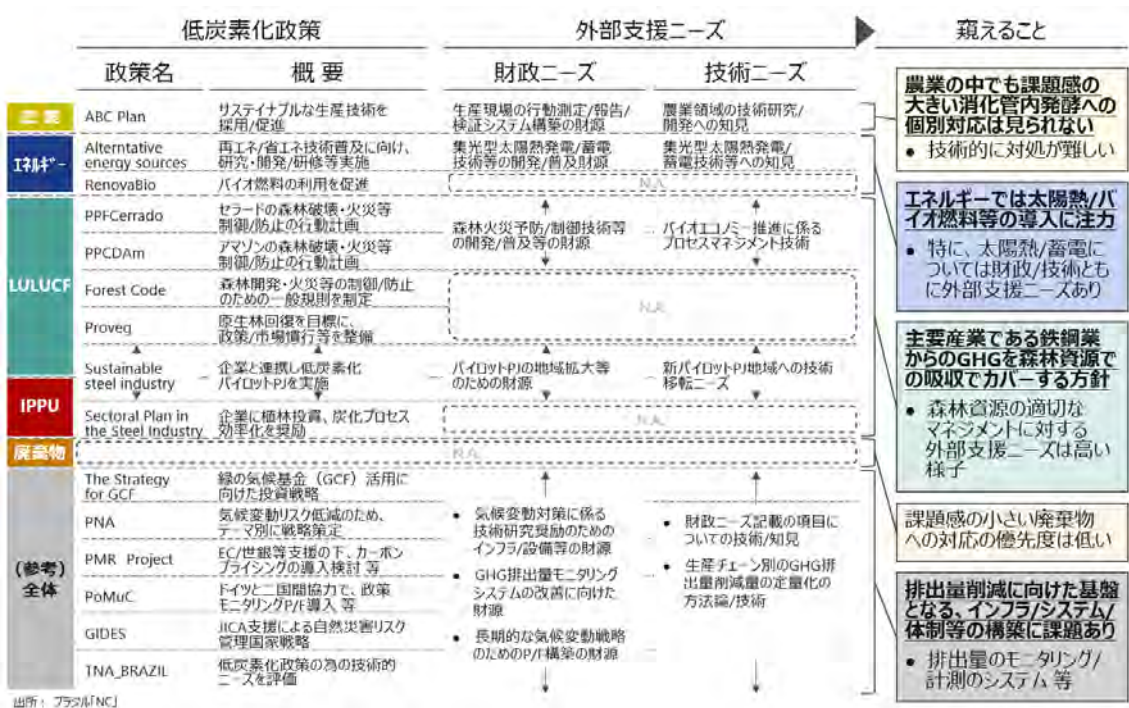 低炭素化政策
外部支援ニーズ
窺えること
政策名
概 要
財政ニーズ
技術ニーズ
農業
ABC Plan
サステイナブルな生産技術を
採用/促進
生産現場の行動測定/報告/
検証システム構築の財源
農業領域の技術研究/
開発への知見
エネルギー
Alterntative
energy sources
再エネ/省エネ技術普及に向け、
研究・開発/研修等実施
集光型太陽熱発電/蓄電
技術等の開発/普及財源
集光型太陽熱発電/
蓄電技術等への知見
RenovaBio
バイオ燃料の利用を促進
N.A.
LULUCF
PPFCerrado
セラードの森林破壊・火災等
制御/防止の行動計画
森林火災予防/制御技術等
の開発/普及等の財源
バイオエコノミー推進に係る
プロセスマネジメント技術
PPCDAm
アマゾンの森林破壊・火災等
制御/防止の行動計画
Forest Code
森林開発・火災等の制御/防止
のための一般規則を制定
N.A.
Proveg
原生林回復を目標に、
政策/市場慣行等を整備
Sustainable
steel industry
企業と連携し低炭素化
パイロットPJを実施
パイロットPJの地域拡大等
のための財源
新パイロットPJ地域への技術
移転ニーズ
IPPU
Sectoral Plan in
the Steel Industry
企業に植林投資、炭化プロセス
効率化を奨励
N.A.
廃棄物
N.A.
(参考)
全体
The Strategy
for GCF
緑の気候基金（GCF）活用に
向けた投資戦略
PNA
気候変動リスク低減のため、
テーマ別に戦略策定
PMR Project
EC/世銀等支援の下、カーボン
プライシングの導入検討 等
PoMuC
ドイツと二国間協力で、政策
モニタリングP/F導入 等
GIDES
JICA支援による自然災害リスク
管理国家戦略
TNA_BRAZIL
低炭素化政策の為の技術的
ニーズを評価
• 気候変動対策に係る
技術研究奨励のための
インフラ/設備等の財源
• GHG排出量モニタリング
システムの改善に向けた
財源
• 長期的な気候変動戦略
のためのP/F構築の財源
• 財政ニーズ記載の項目に
ついての技術/知見
• 生産チェーン別のGHG排
出量削減量の定量化の
方法論/技術
農業の中でも課題感の
大きい消化管内発酵への
個別対応は見られない
• 技術的に対処が難しい
エネルギーでは太陽熱/バ
イオ燃料等の導入に注力
• 特に、太陽熱/蓄電に
ついては財政/技術とも
に外部支援ニーズあり
主要産業である鉄鋼業
からのGHGを森林資源で
の吸収でカバーする方針
• 森林資源の適切な
マネジメントに対する
外部支援ニーズは高い
様子
課題感の小さい廃棄物
への対応の優先度は低い
排出量削減に向けた基盤
となる、インフラ/システム/
体制等の構築に課題あり
• 排出量のモニタリング/
計測のシステム 等
出所： ブラジル「NC」